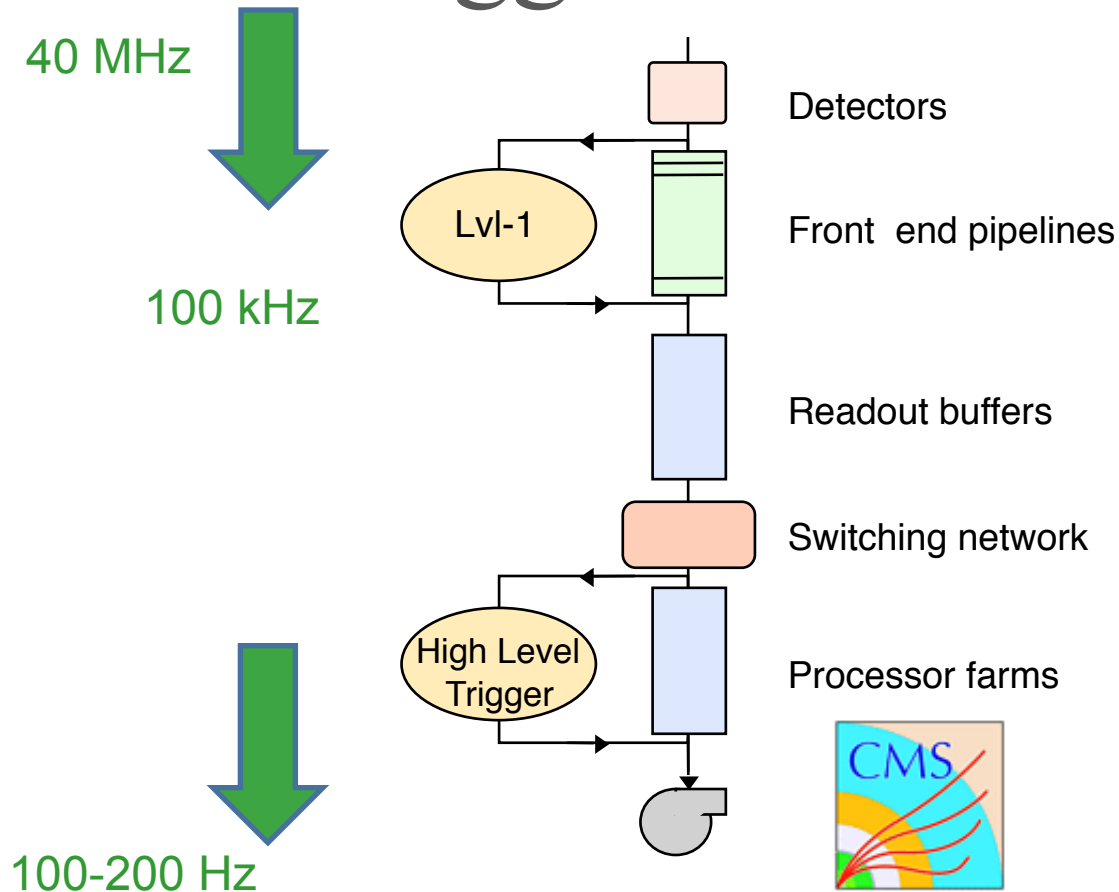 40 MHz
Detectors
Lvl-1
Front end pipelines
100 kHz
Readout buffers
Switching network
High Level
Trigger
Processor farms
CMS
100-200 Hz